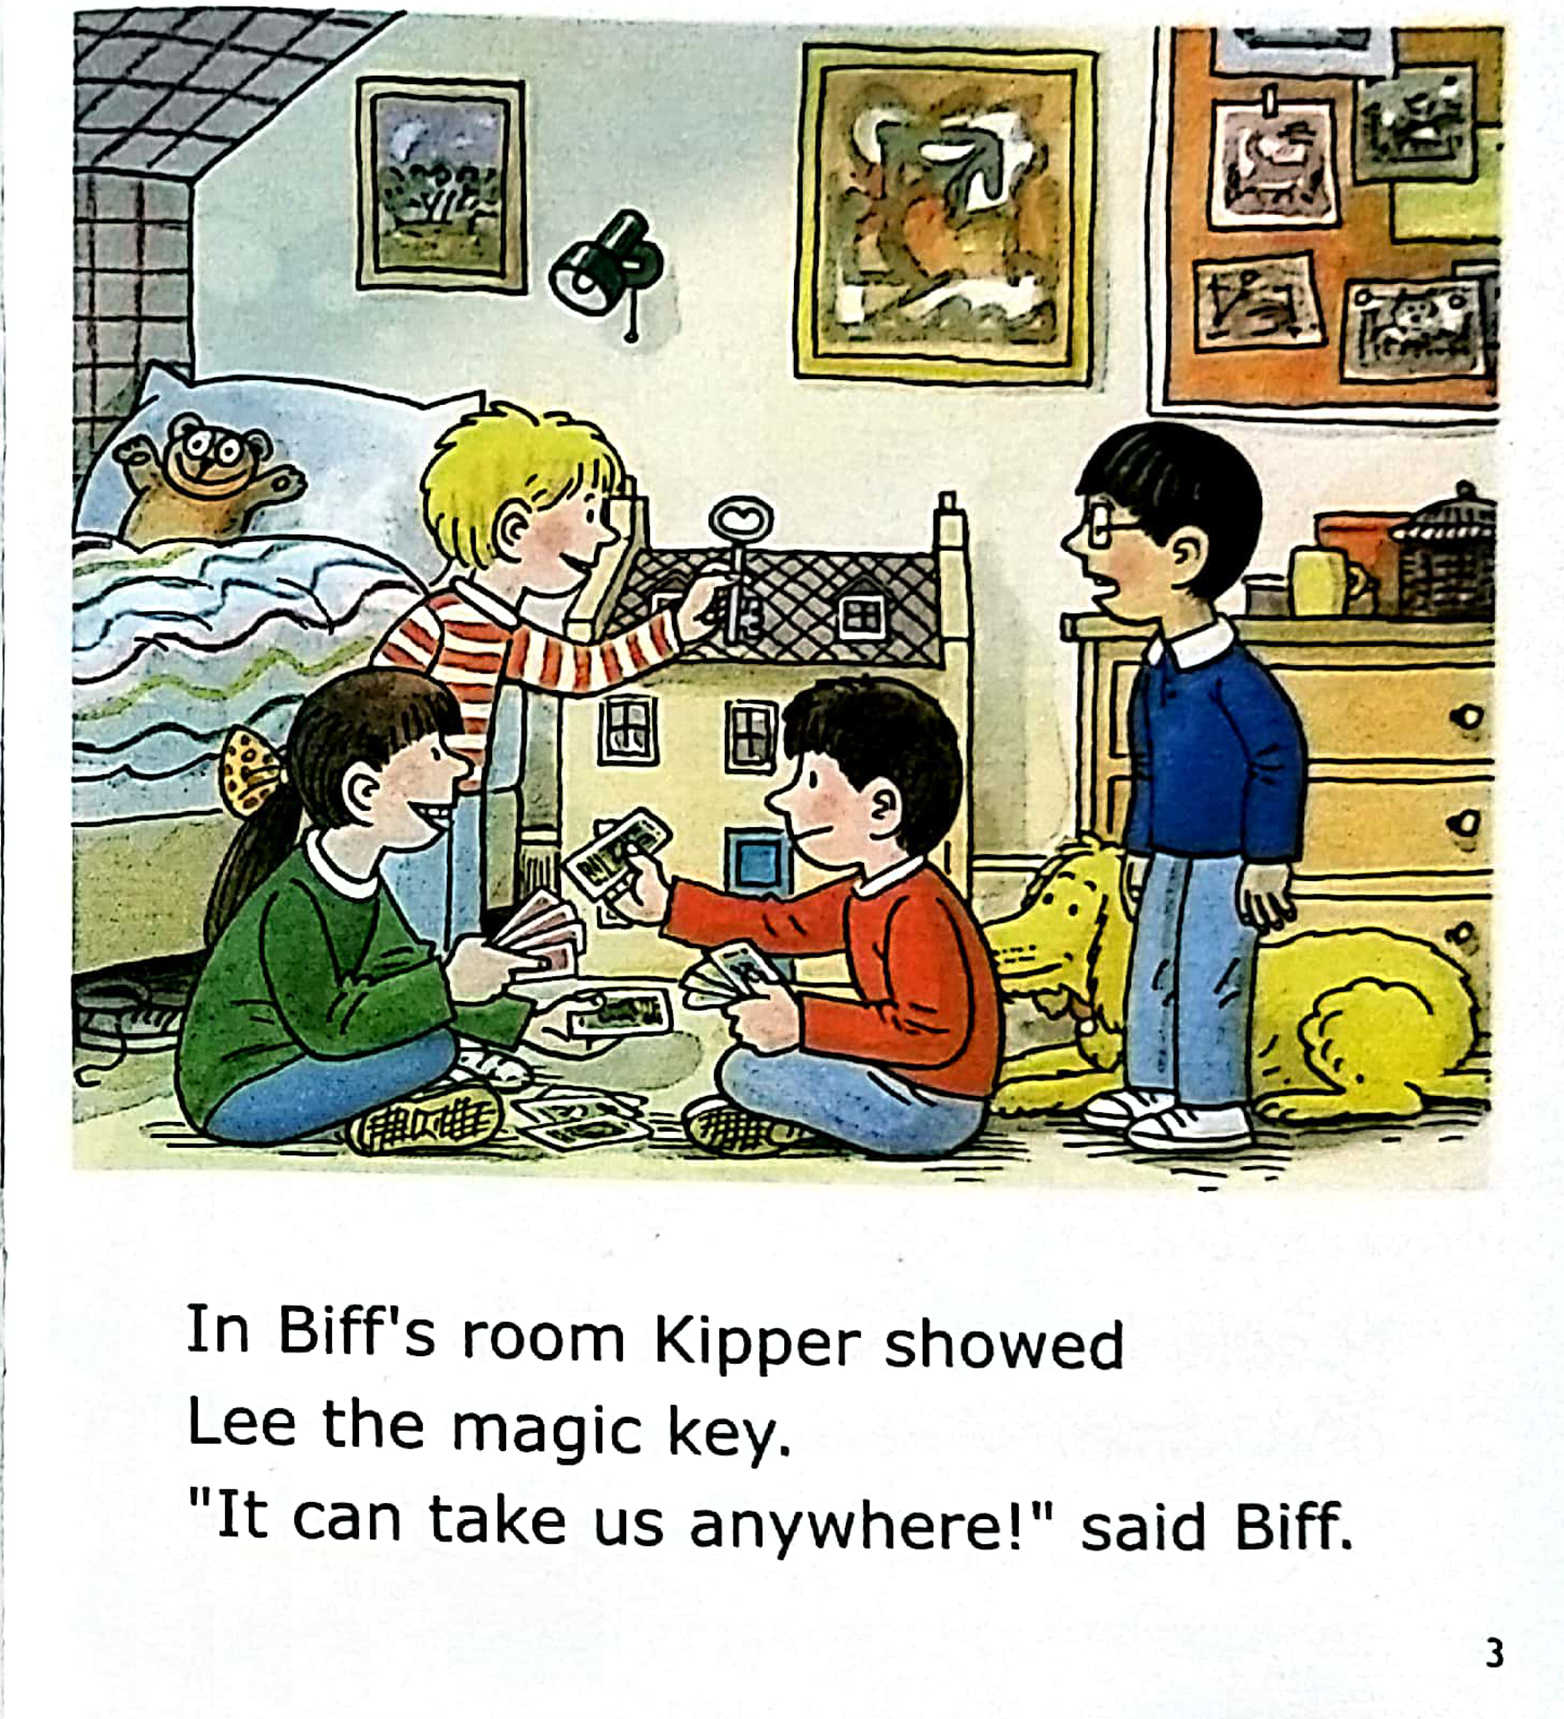 In Biff's room Kipper showed
Lee the magic key.
"It can take us anywhere!" said Biff.
3